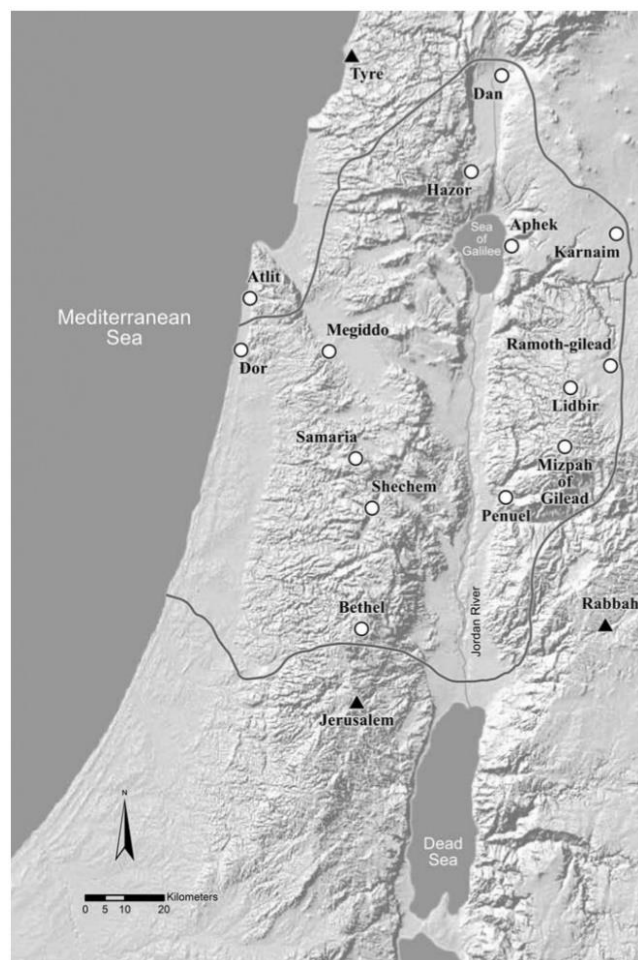 Tyre
Dan
Hazor
Sea
of
Galilee
Aphek
Karnaim
Atlit
Mediterranean
Sea
Megiddo
Dor
Ramoth-gilead
Lidbir
Samaria
Mizpah
of
Gilead
Shechem
Penuel
Jordan River
Bethel
Rabbah
Jerusalem
N
Dead
Sea
Kilometers
0 5 10 20